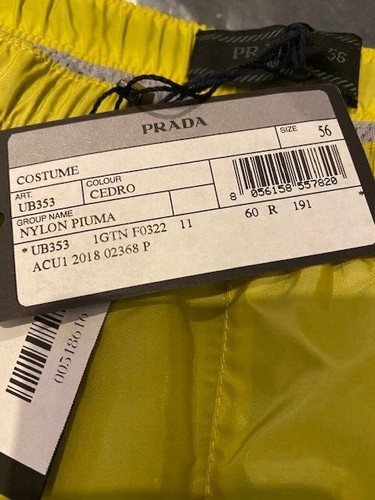 PR
56
PRADA
SIZE 56
COSTUME
ART. COLOUR
UB353 CEDRO
GROUP NAME
NYLON PIUMA
8 056158 557820
* UB353 1GTN F0322 11 60 R 191
ACU1 2018 02368 P